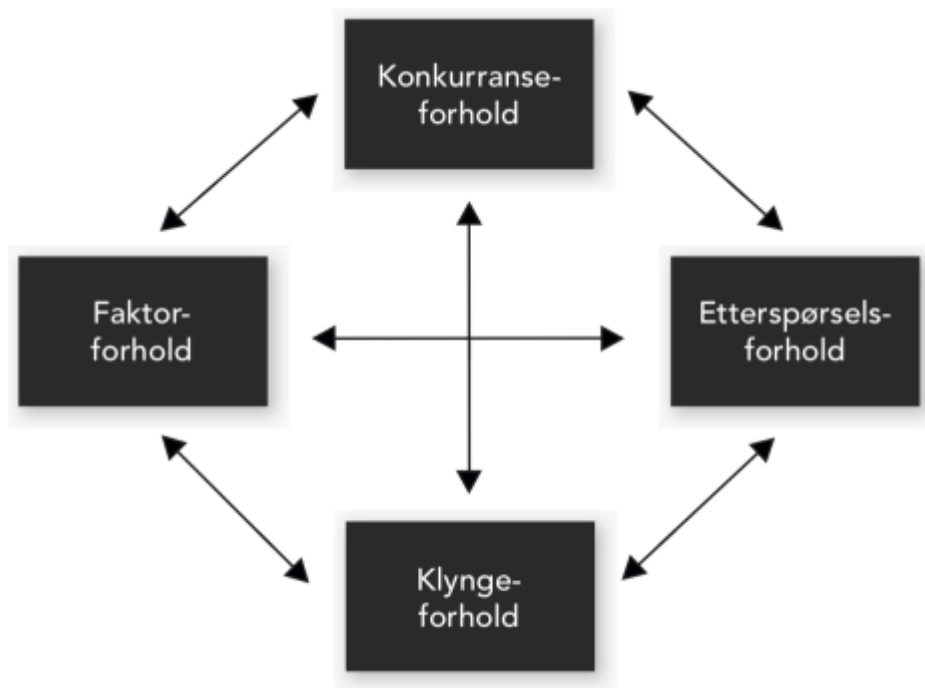 Konkurranse-
forhold
Faktor-
forhold
Etterspørsels-
forhold
Klynge-
forhold